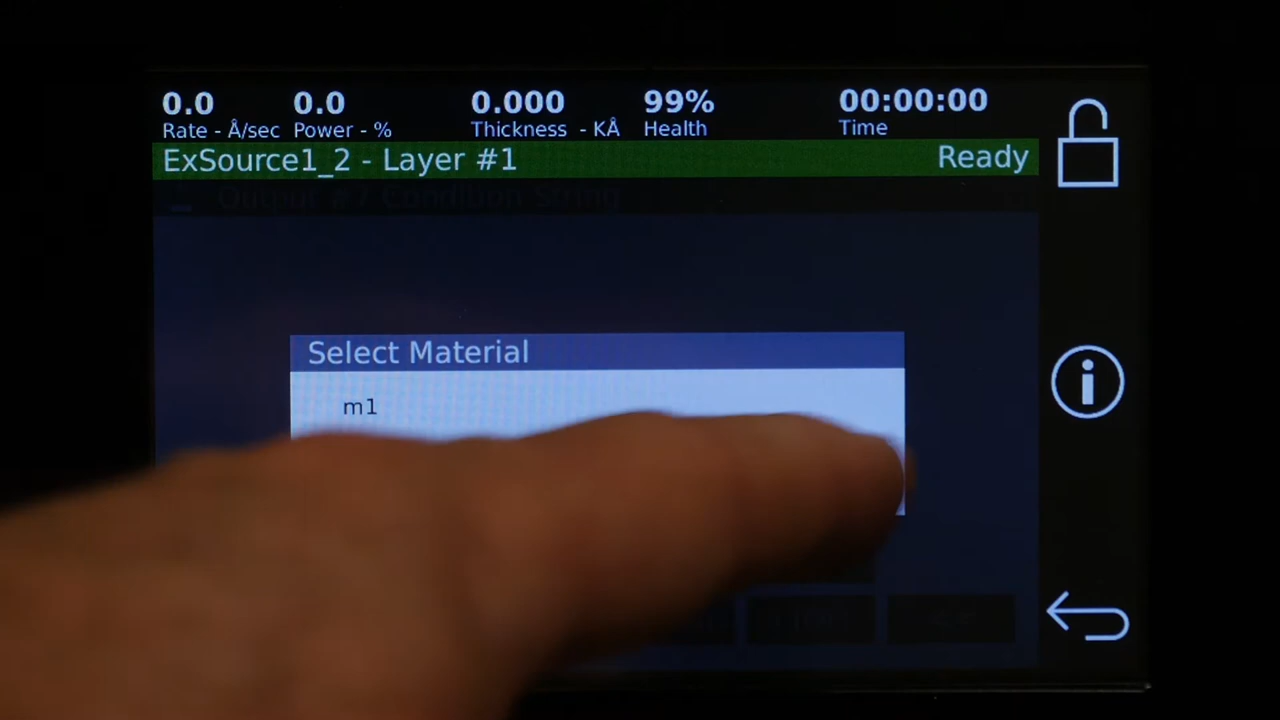 0.0 0.0 0.000 99% 00:00:00
Rate - Å/sec Power - % Thickness - KÅ Health Time
ExSource1_2 - Layer #1 Ready
Output #7 Condition String
Select Material
m1